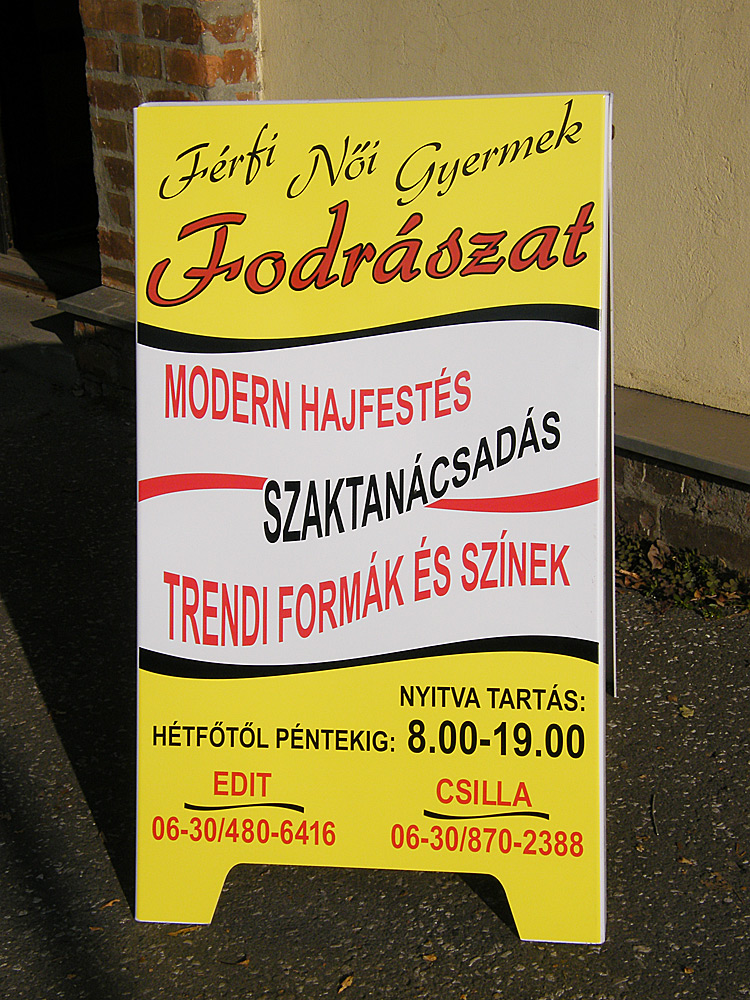 Férfi Női Gyermek
Fodrászat
MODERN HAJFESTÉS
SZAKTANÁCSADÁS
TRENDI FORMÁK ÉS SZÍNEK
NYITVA TARTÁS:
HÉTFŐTŐL PÉNTEKIG: 8.00-19.00
EDIT CSILLA
06-30/480-6416 06-30/870-2388